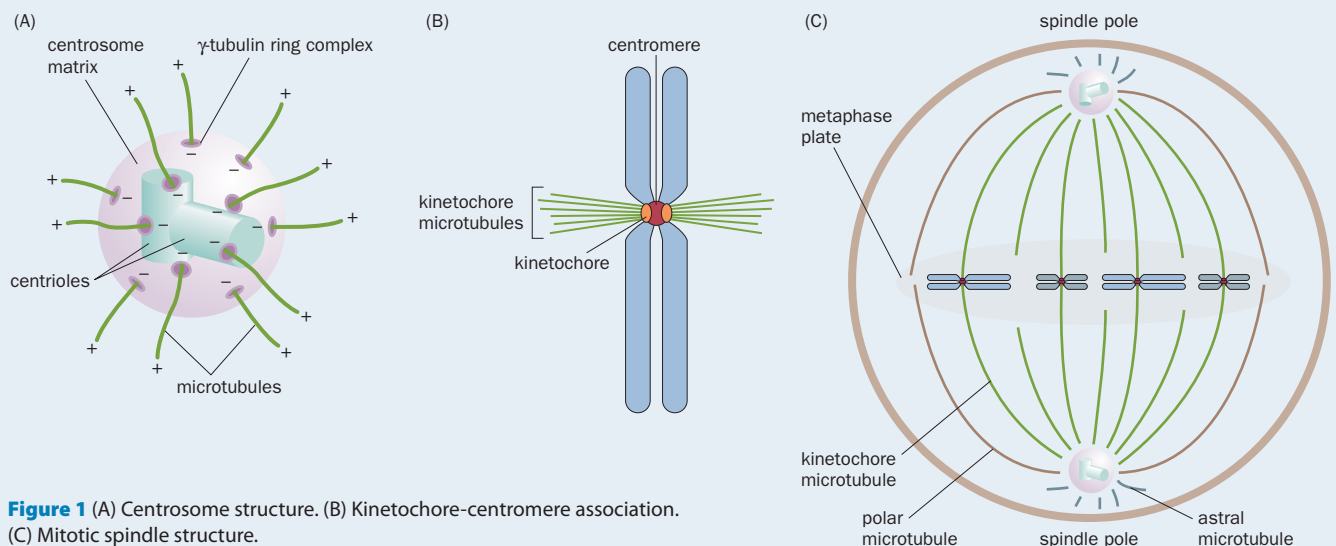 (A)
centrosome
matrix
γ-tubulin ring complex
+
+
+
+
+
+
+
+
+
+
+
+
−
−
−
−
−
−
−
−
−
−
−
−
centrioles
microtubules
(B)
centromere
kinetochore
microtubules
kinetochore
(C)
spindle pole
metaphase
plate
kinetochore
microtubule
polar
microtubule
spindle pole
astral
microtubule
Figure 1 (A) Centrosome structure. (B) Kinetochore-centromere association.
(C) Mitotic spindle structure.